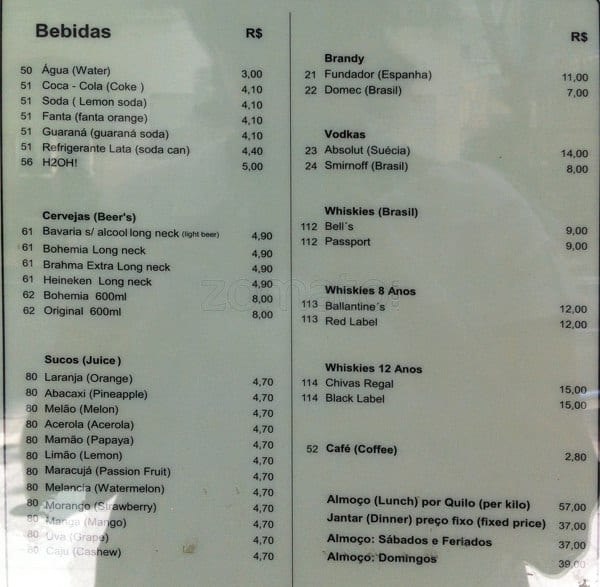 Bebidas R$
50 Água (Water) 3,00
51 Coca - Cola (Coke ) 4,10
51 Soda ( Lemon soda) 4,10
51 Fanta (fanta orange) 4,10
51 Guaraná (guaraná soda) 4,10
51 Refrigerante Lata (soda can) 4,40
56 H2OH! 5,00
Cervejas (Beer's)
61 Bavaria s/ alcool long neck (light beer) 4,90
61 Bohemia Long neck 4,90
61 Brahma Extra Long neck 4,90
61 Heineken Long neck 4,90
62 Bohemia 600ml 8,00
62 Original 600ml 8,00
Sucos (Juice)
80 Laranja (Orange) 4,70
80 Abacaxi (Pineapple) 4,70
80 Melão (Melon) 4,70
80 Acerola (Acerola) 4,70
80 Mamão (Papaya) 4,70
80 Limão (Lemon) 4,70
80 Maracujá (Passion Fruit) 4,70
80 Melancia (Watermelon) 4,70
80 Morango (Strawberry) 4,70
80 Manga (Mango) 4,70
80 Uva (Grape) 4,70
80 Caju (Cashew) 4,70
R$
Brandy
21 Fundador (Espanha) 11,00
22 Domec (Brasil) 7,00
Vodkas
23 Absolut (Suécia) 14,00
24 Smirnoff (Brasil) 8,00
Whiskies (Brasil)
112 Bell´s 9,00
112 Passport 9,00
Whiskies 8 Anos
113 Ballantine´s 12,00
113 Red Label 12,00
Whiskies 12 Anos
114 Chivas Regal 15,00
114 Black Label 15,00
52 Café (Coffee) 2,80
Almoço (Lunch) por Quilo (per kilo) 57,00
Jantar (Dinner) preço fixo (fixed price) 37,00
Almoço: Sábados e Feriados 37,00
Almoço: Domingos 39,00
zomato